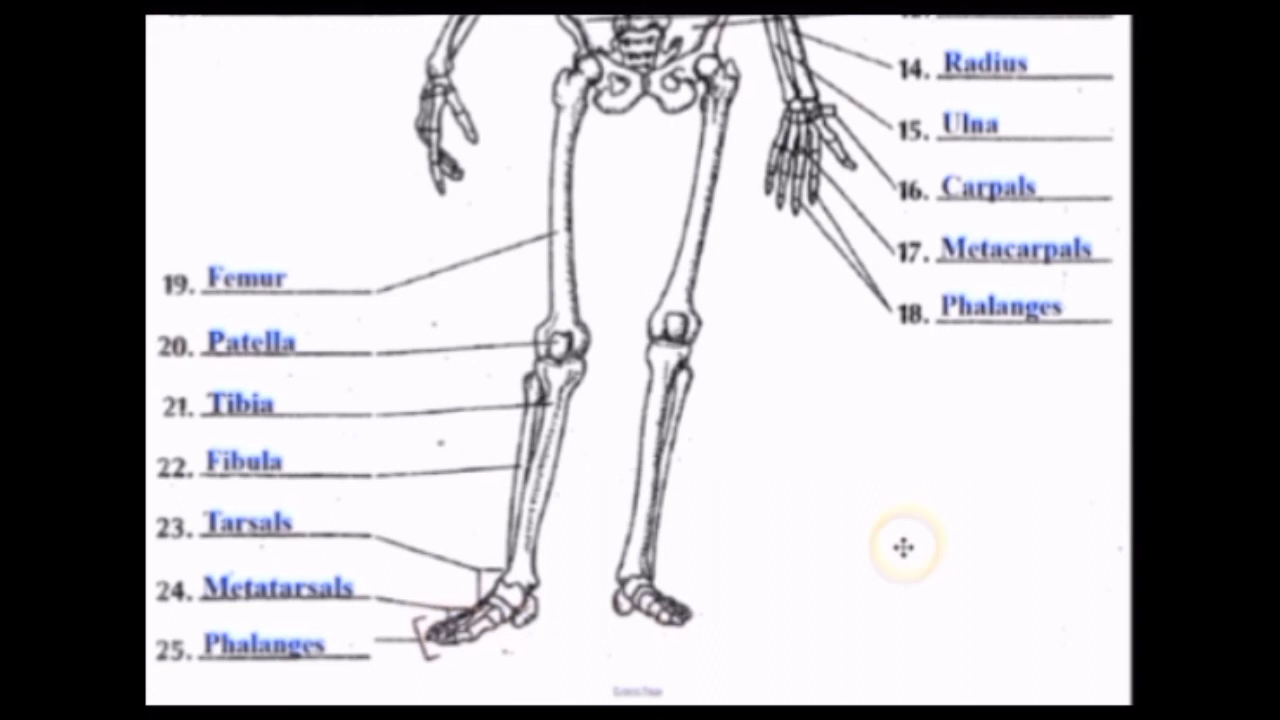 14. Radius
15. Ulna
16. Carpals
17. Metacarpals
18. Phalanges
19. Femur
20. Patella
21. Tibia
22. Fibula
23. Tarsals
24. Metatarsals
25. Phalanges